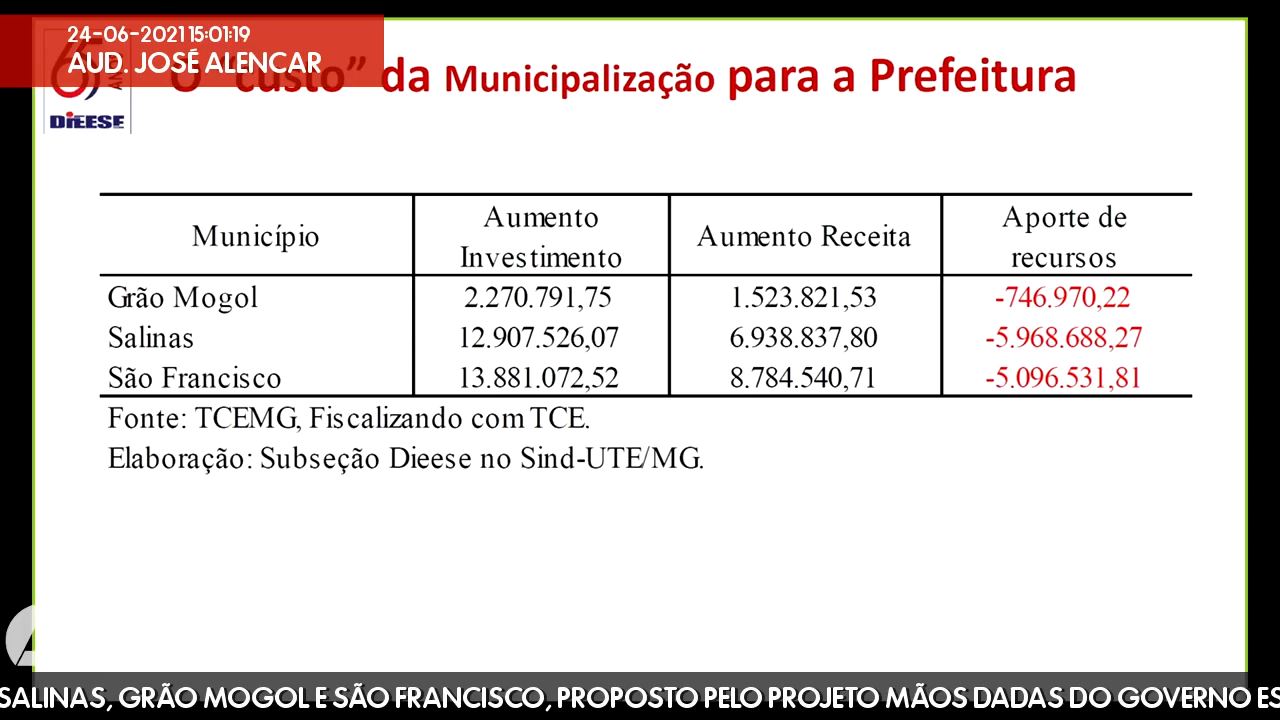 24-06-2021 15:01:19
AUD. JOSÉ ALENCAR
O "custo" da Municipalização para a Prefeitura
DIEESE
Município
Aumento Investimento
Aumento Receita
Aporte de recursos
Grão Mogol 2.270.791,75 1.523.821,53 -746.970,22
Salinas 12.907.526,07 6.938.837,80 -5.968.688,27
São Francisco 13.881.072,52 8.784.540,71 -5.096.531,81
Fonte: TCEMG, Fiscalizando com TCE.
Elaboração: Subseção Dieese no Sind-UTE/MG.
SALINAS, GRÃO MOGOL E SÃO FRANCISCO, PROPOSTO PELO PROJETO MÃOS DADAS DO GOVERNO ES